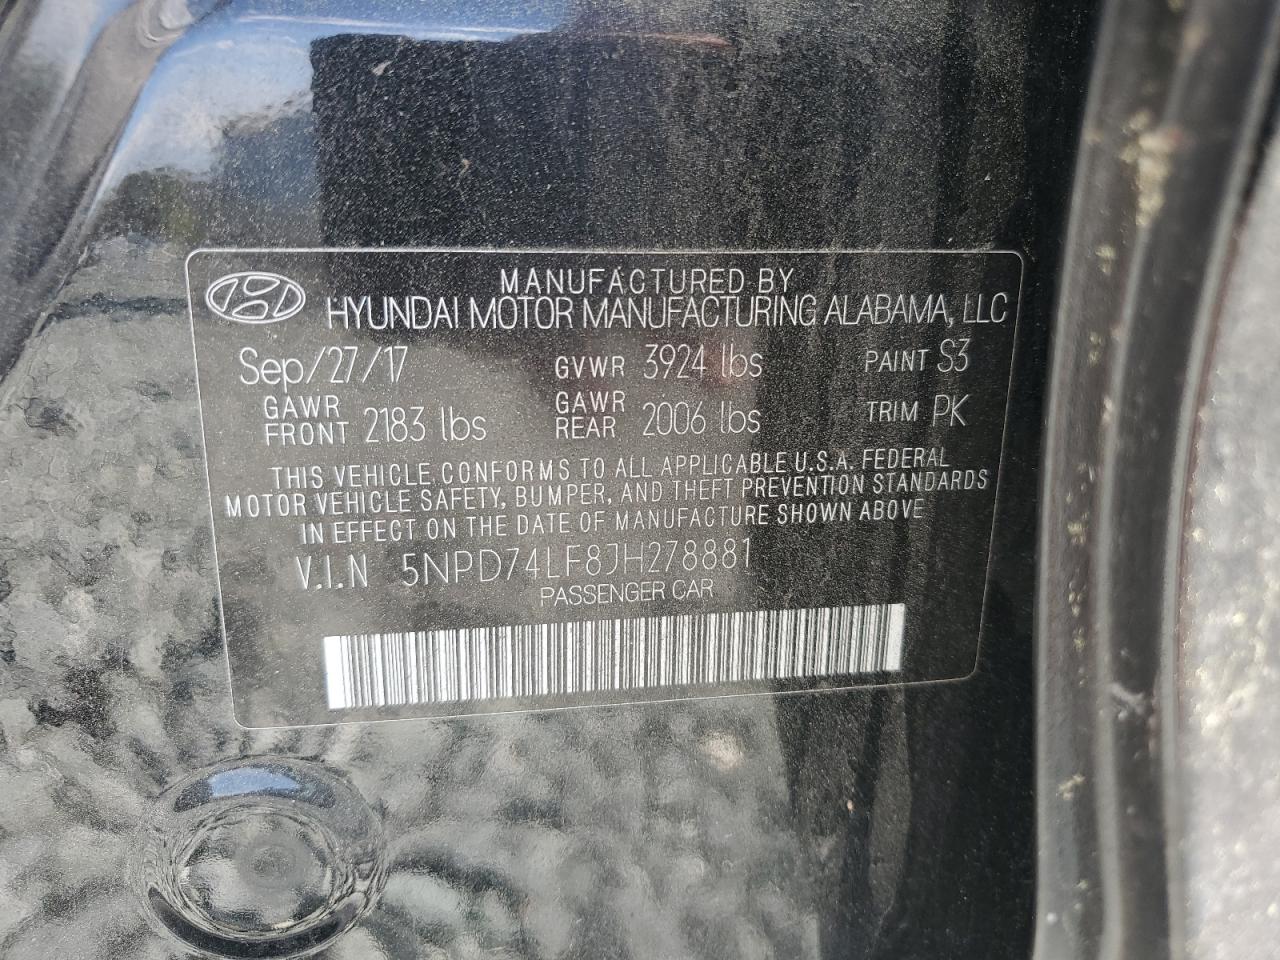 MANUFACTURED BY
HYUNDAI MOTOR MANUFACTURING ALABAMA, LLC
Sep/27/17 GVWR 3924 lbs PAINT S3
GAWR FRONT 2183 lbs GAWR REAR 2006 lbs TRIM PK
THIS VEHICLE CONFORMS TO ALL APPLICABLE U.S.A. FEDERAL
MOTOR VEHICLE SAFETY, BUMPER, AND THEFT PREVENTION STANDARDS
IN EFFECT ON THE DATE OF MANUFACTURE SHOWN ABOVE
V.I.N 5NPD74LF8JH278881
PASSENGER CAR